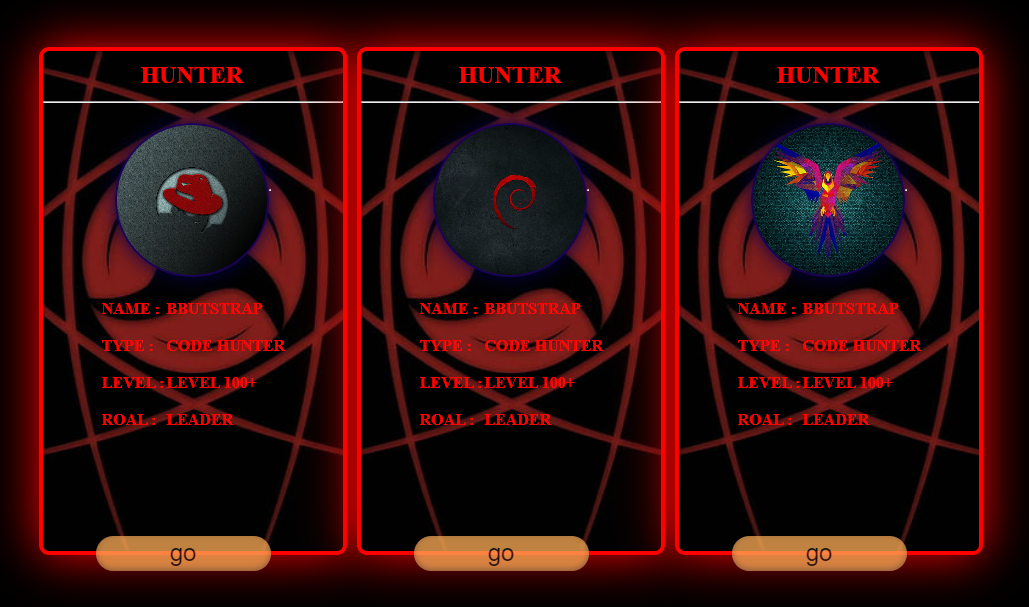 HUNTER
NAME : BBUTSTRAP
TYPE : CODE HUNTER
LEVEL : LEVEL 100+
ROAL : LEADER
go
HUNTER
NAME : BBUTSTRAP
TYPE : CODE HUNTER
LEVEL : LEVEL 100+
ROAL : LEADER
go
HUNTER
NAME : BBUTSTRAP
TYPE : CODE HUNTER
LEVEL : LEVEL 100+
ROAL : LEADER
go